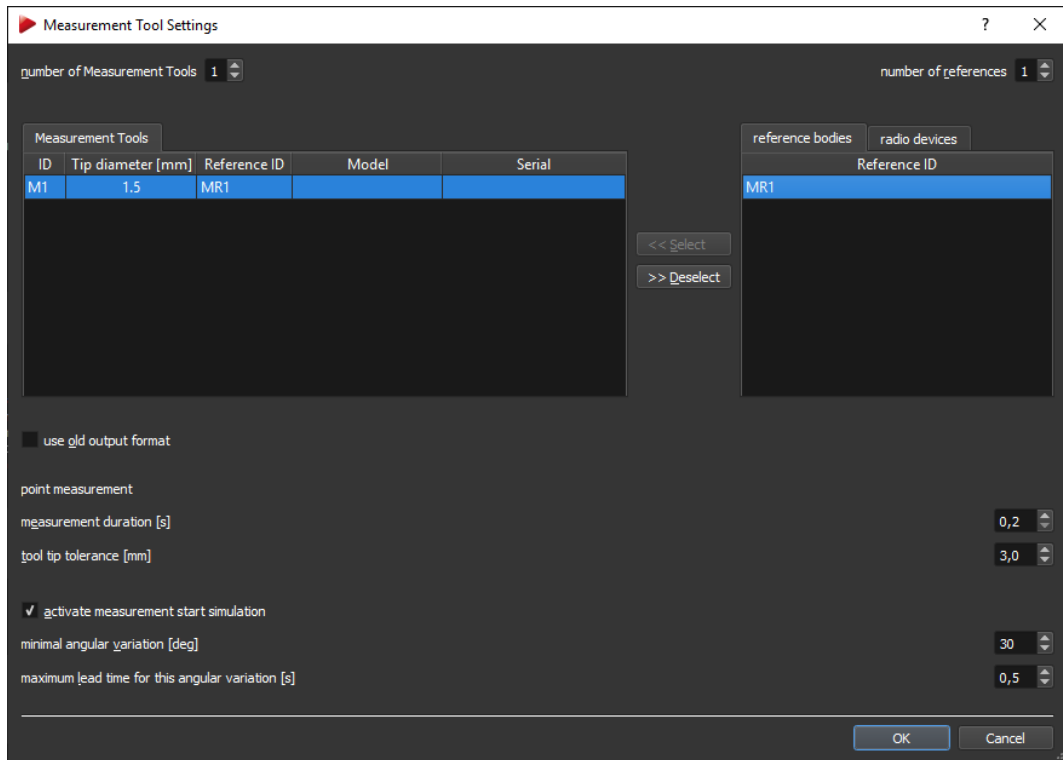 Measurement Tool Settings
?
number of Measurement Tools 1
number of references 1
Measurement Tools
reference bodies radio devices
ID Tip diameter [mm] Reference ID Model Serial
Reference ID
M1 1.5 MR1
MR1
<< Select
>> Deselect
use old output format
point measurement
measurement duration [s] 0,2
tool tip tolerance [mm] 3,0
activate measurement start simulation
minimal angular variation [deg] 30
maximum lead time for this angular variation [s] 0,5
OK Cancel